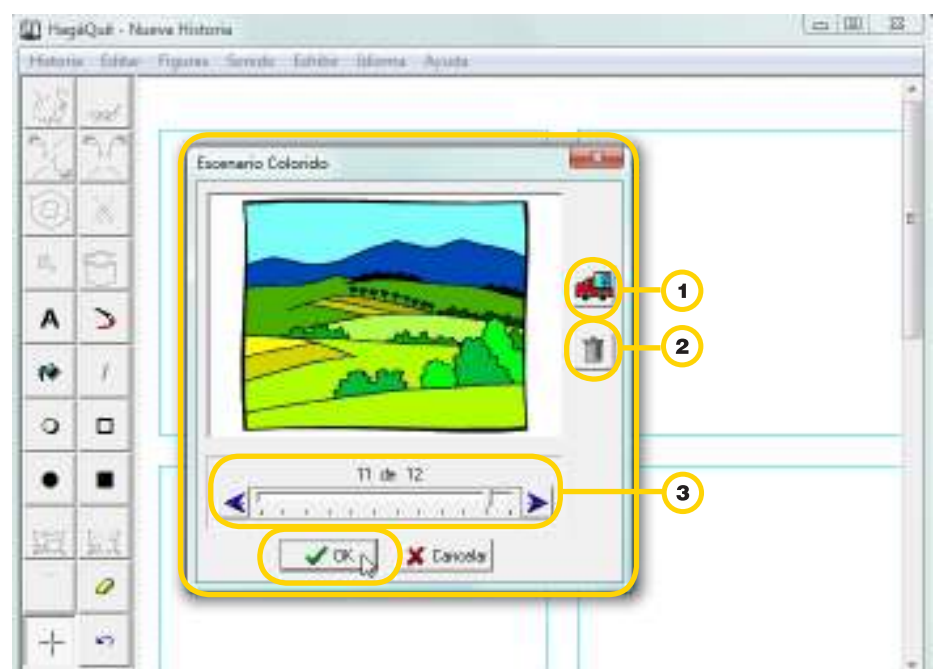 HagáQué - Nueva Historia
Historia Editar Figuras Sonido Exhibir Idioma Ayuda
Escenario Colorido
1
2
A
11 de 12
3
OK
Cancelar